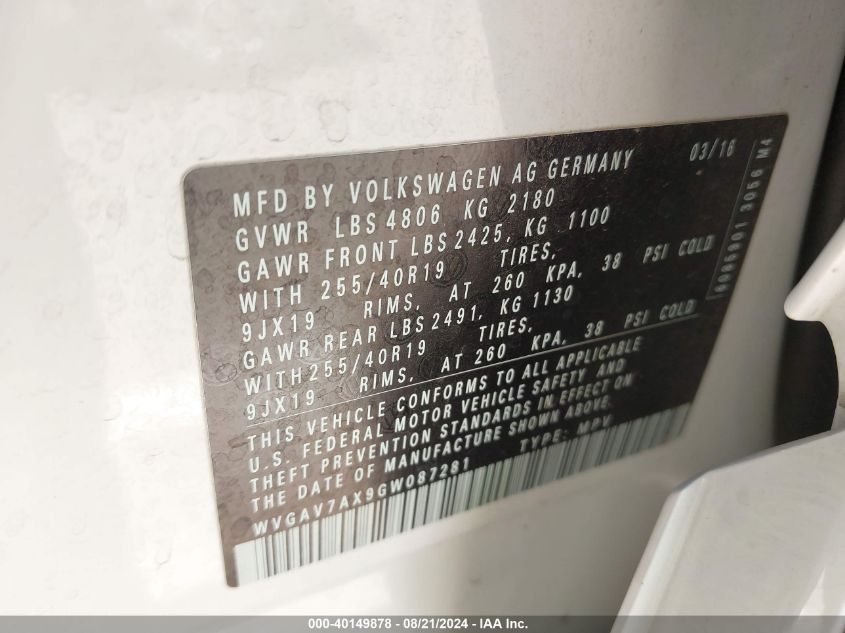 MFD BY VOLKSWAGEN AG GERMANY 03/16
GVWR LBS 4806 KG 2180
GAWR FRONT LBS 2425, KG 1100
WITH 255/40R19 TIRES,
9JX19 RIMS, AT 260 KPA, 38 PSI COLD
GAWR REAR LBS 2491, KG 1130
WITH 255/40R19 TIRES,
9JX19 RIMS, AT 260 KPA, 38 PSI COLD
THIS VEHICLE CONFORMS TO ALL APPLICABLE
U.S. FEDERAL MOTOR VEHICLE SAFETY AND
THEFT PREVENTION STANDARDS IN EFFECT ON
THE DATE OF MANUFACTURE SHOWN ABOVE.
WVGAV7AX9GW087281 TYPE: MPV
3056 M4
000-40149878 - 08/21/2024 - IAA Inc.